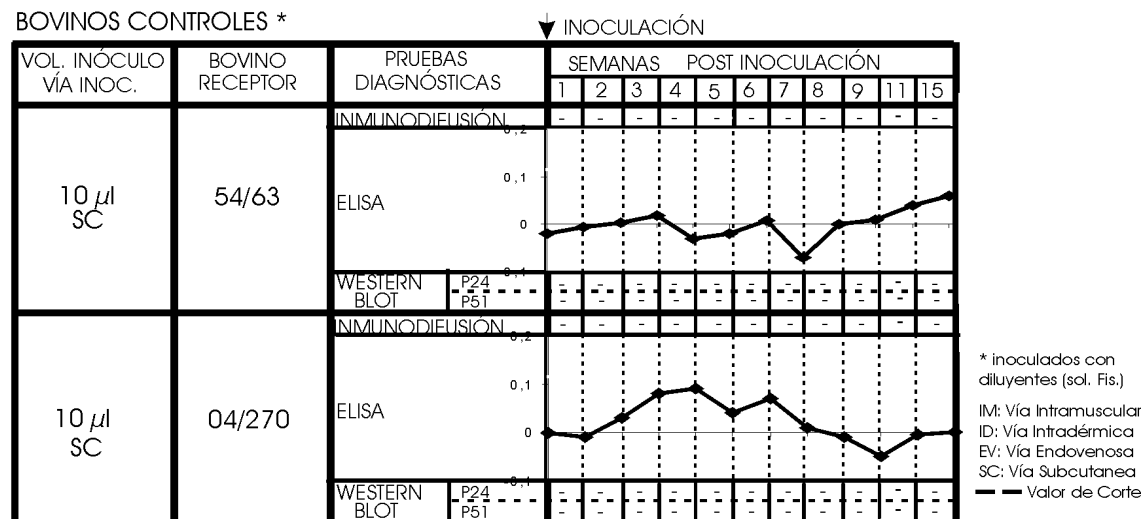 BOVINOS CONTROLES *
INOCULACIÓN
VOL. INÓCULO
VÍA INOC.
BOVINO
RECEPTOR
PRUEBAS
DIAGNÓSTICAS
SEMANAS POST INOCULACIÓN
1 2 3 4 5 6 7 8 9 11 15
INMUNODIFUSIÓN - - - - - - - - - - -
10 µl
SC
54/63
ELISA
0,2
0,1
0
-0,1
WESTERN
BLOT
P24 - - - - - - - - - - -
P51 - - - - - - - - - - -
INMUNODIFUSIÓN - - - - - - - - - - -
10 µl
SC
04/270
ELISA
0,2
0,1
0
-0,1
WESTERN
BLOT
P24 - - - - - - - - - - -
P51 - - - - - - - - - - -
* inoculados con
diluyentes (sol. Fis.)
IM: Vía Intramuscular
ID: Vía Intradérmica
EV: Vía Endovenosa
SC: Vía Subcutanea
Valor de Corte